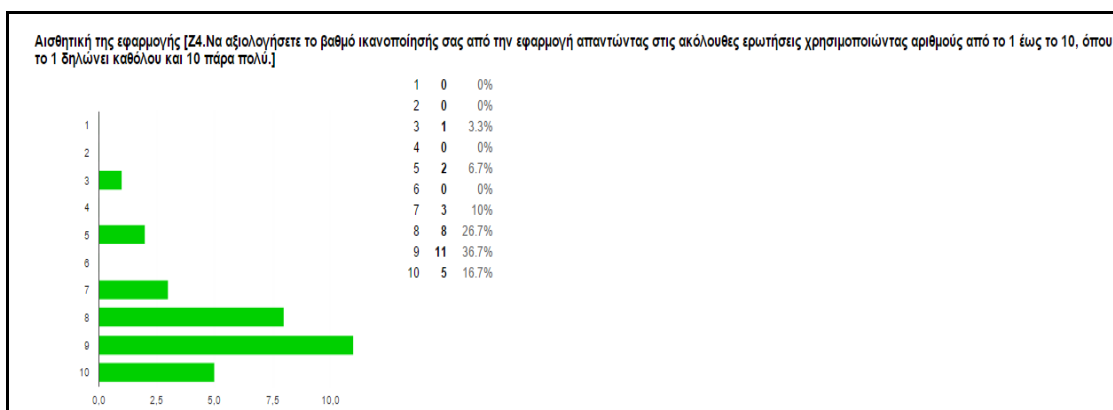 Αισθητική της εφαρμογής [Ζ4.Να αξιολογήσετε το βαθμό ικανοποίησής σας από την εφαρμογή απαντώντας στις ακόλουθες ερωτήσεις χρησιμοποιώντας αριθμούς από το 1 έως το 10, όπου
το 1 δηλώνει καθόλου και 10 πάρα πολύ.]
1 0 0%
2 0 0%
3 1 3.3%
4 0 0%
5 2 6.7%
6 0 0%
7 3 10%
8 8 26.7%
9 11 36.7%
10 5 16.7%
1
2
3
4
5
6
7
8
9
10
0,0 2,5 5,0 7,5 10,0